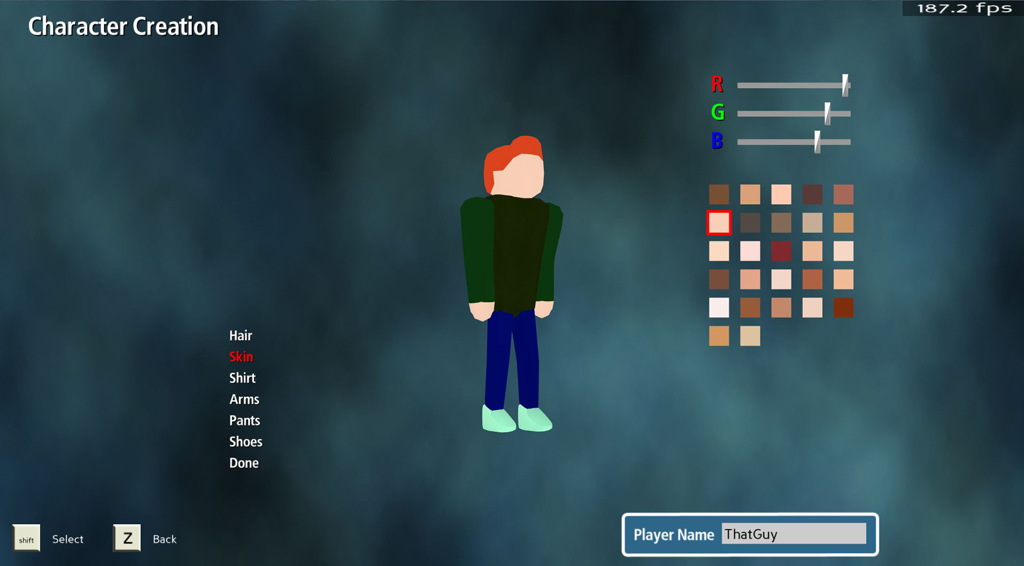 Character Creation
187.2 fps
R
G
B
Hair
Skin
Shirt
Arms
Pants
Shoes
Done
shift Select Z Back
Player Name ThatGuy